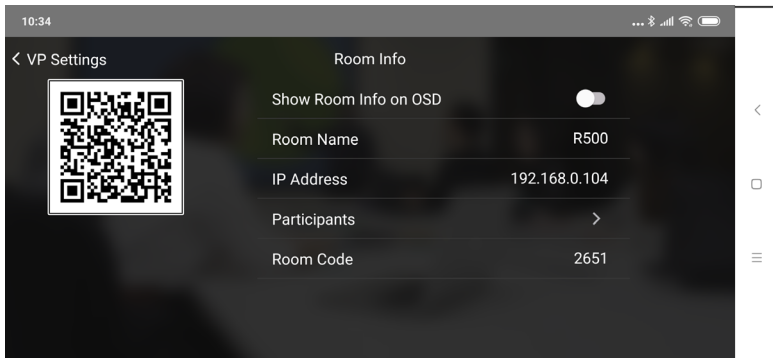 10:34
VP Settings
Room Info
Show Room Info on OSD
Room Name R500
IP Address 192.168.0.104
Participants
Room Code 2651